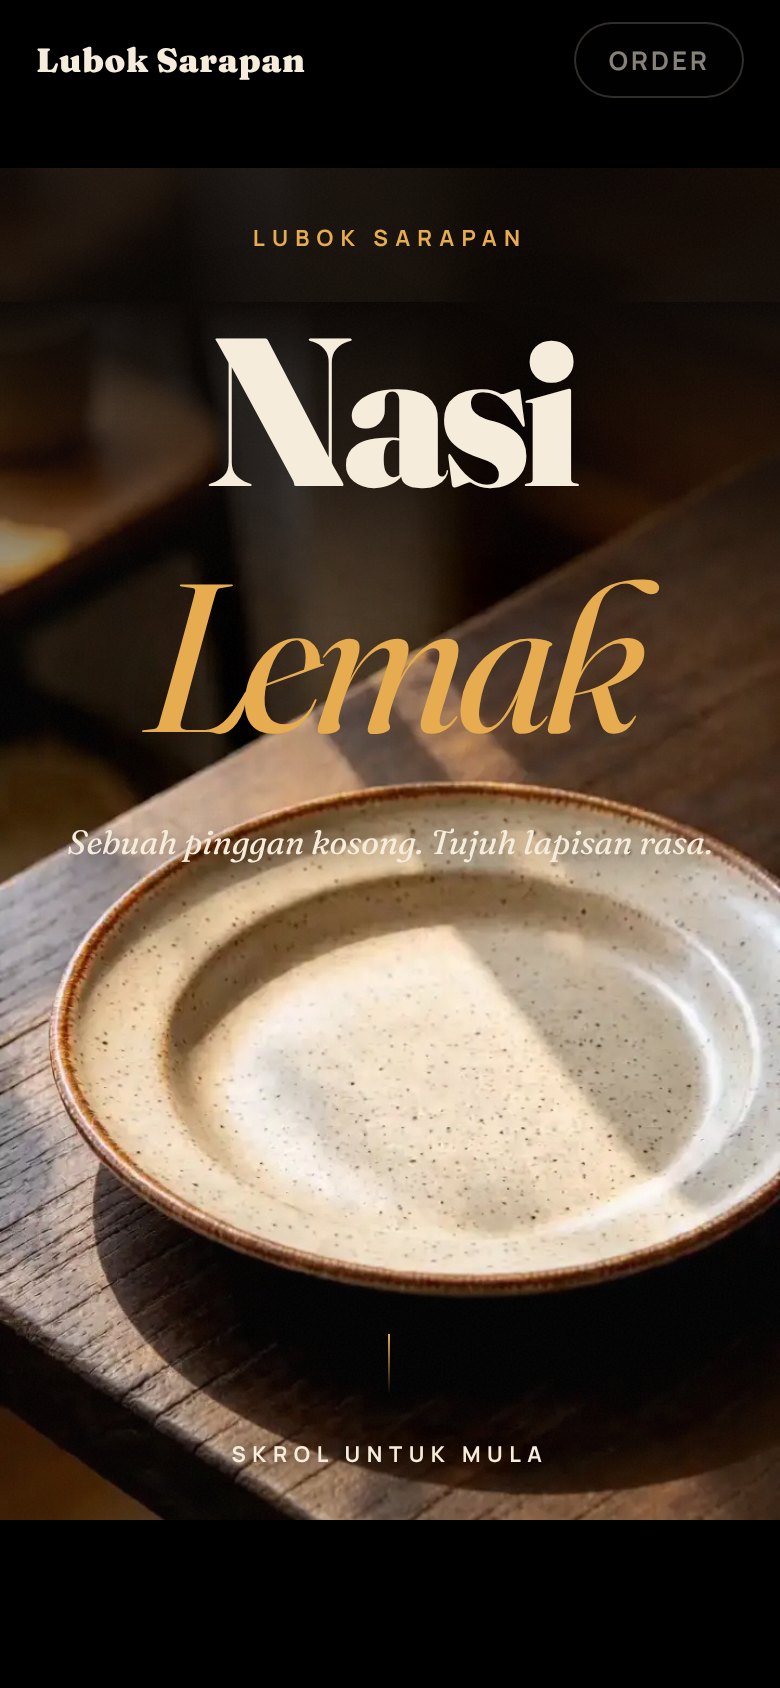 Lubok Sarapan
ORDER
LUBOK SARAPAN
Nasi
Lemak
Sebuah pinggan kosong. Tujuh lapisan rasa.
SKROL UNTUK MULA